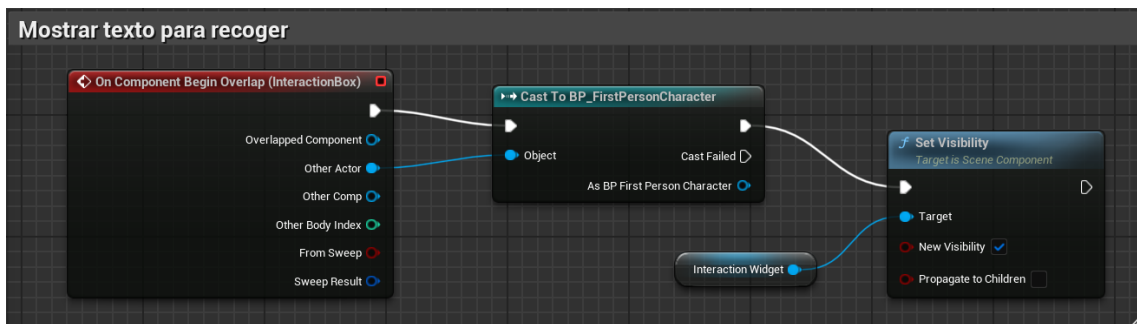 Mostrar texto para recoger
On Component Begin Overlap (InteractionBox)
Overlapped Component
Other Actor
Other Comp
Other Body Index
From Sweep
Sweep Result
Cast To BP_FirstPersonCharacter
Object
Cast Failed
As BP First Person Character
Interaction Widget
f Set Visibility
Target is Scene Component
Target
New Visibility
Propagate to Children